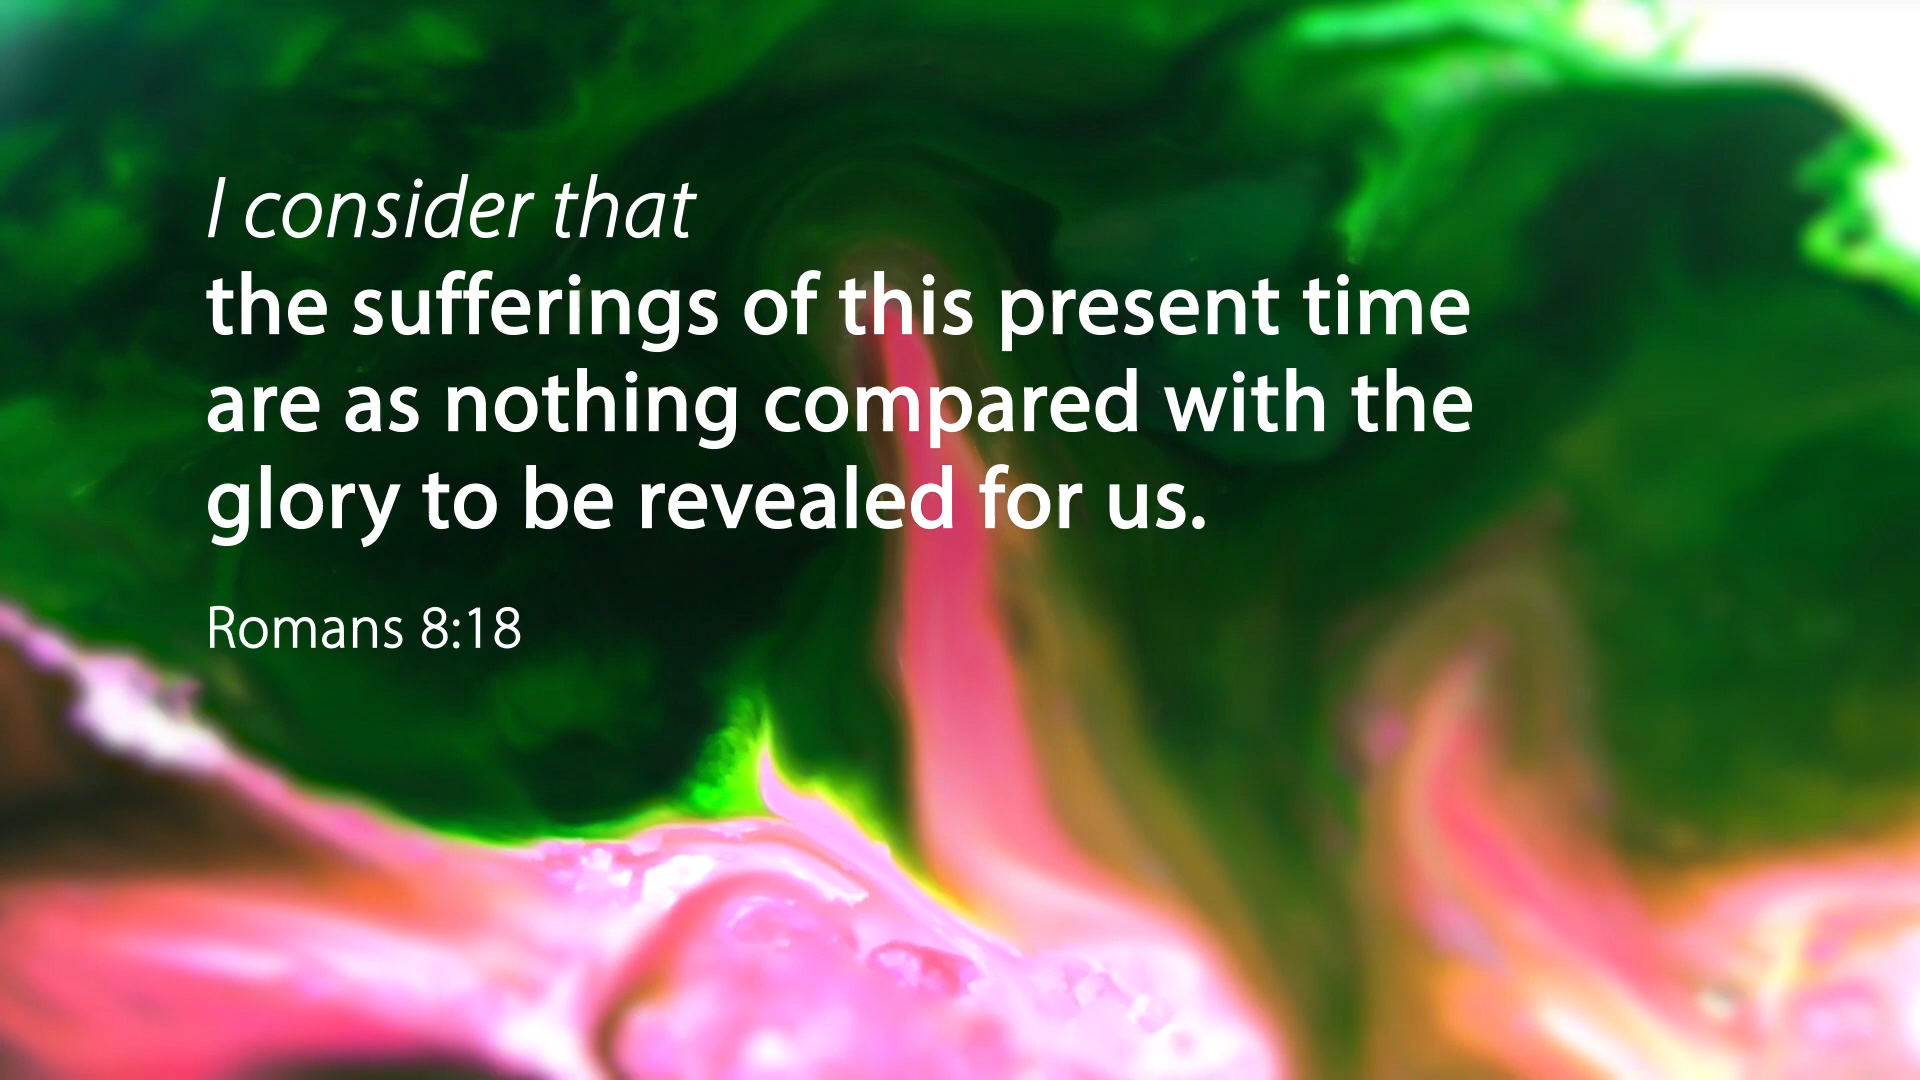 I consider that
the sufferings of this present time
are as nothing compared with the
glory to be revealed for us.
Romans 8:18